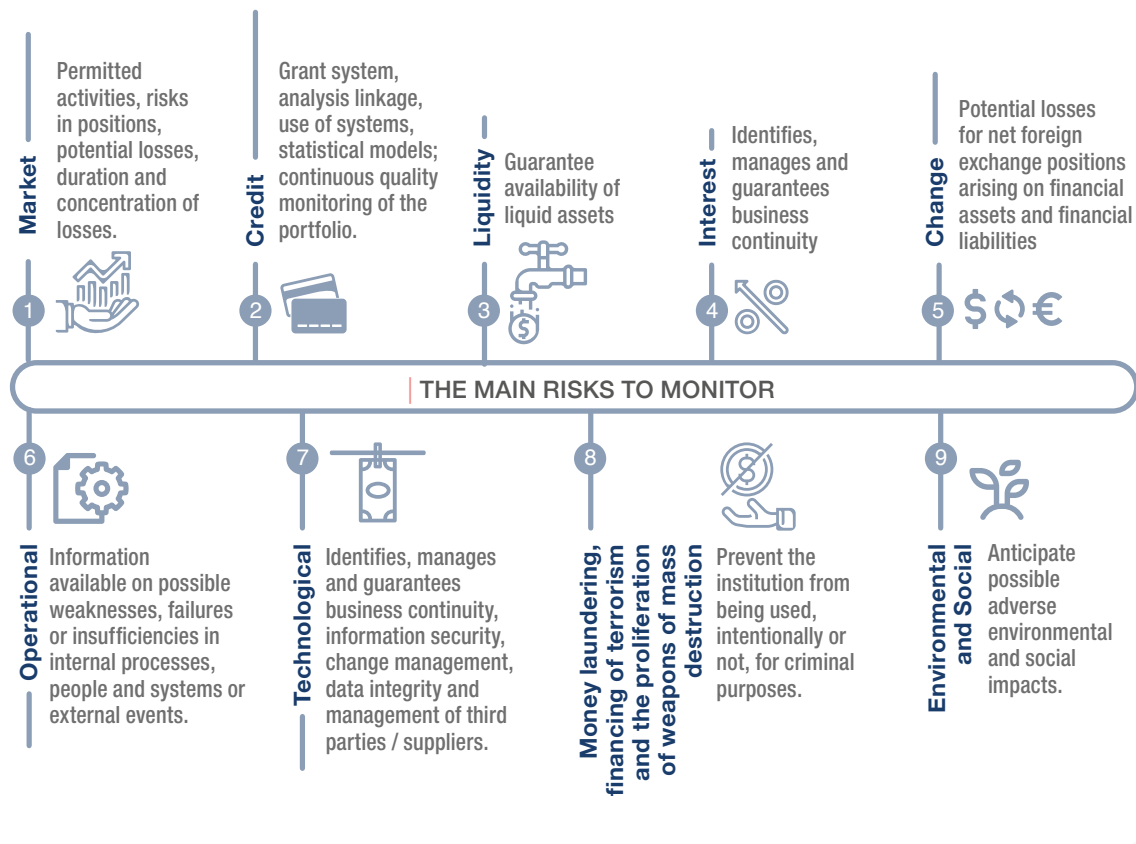 Market
Permitted
activities, risks
in positions,
potential losses,
duration and
concentration of
losses.
1
Credit
Grant system,
analysis linkage,
use of systems,
statistical models;
continuous quality
monitoring of the
portfolio.
2
Liquidity
Guarantee
availability of
liquid assets
$
3
Interest
Identifies,
manages and
guarantees
business
continuity
4
Change
Potential losses
for net foreign
exchange positions
arising on financial
assets and financial
liabilities
5
$ €
THE MAIN RISKS TO MONITOR
6
Operational
Information
available on possible
weaknesses, failures
or insufficiencies in
internal processes,
people and systems or
external events.
7
Technological
Identifies, manages
and guarantees
business continuity,
information security,
change management,
data integrity and
management of third
parties / suppliers.
8
$
Money laundering,
financing of terrorism
and the proliferation
of weapons of mass
destruction
Prevent the
institution from
being used,
intentionally or
not, for criminal
purposes.
9
Environmental
and Social
Anticipate
possible
adverse
environmental
and social
impacts.